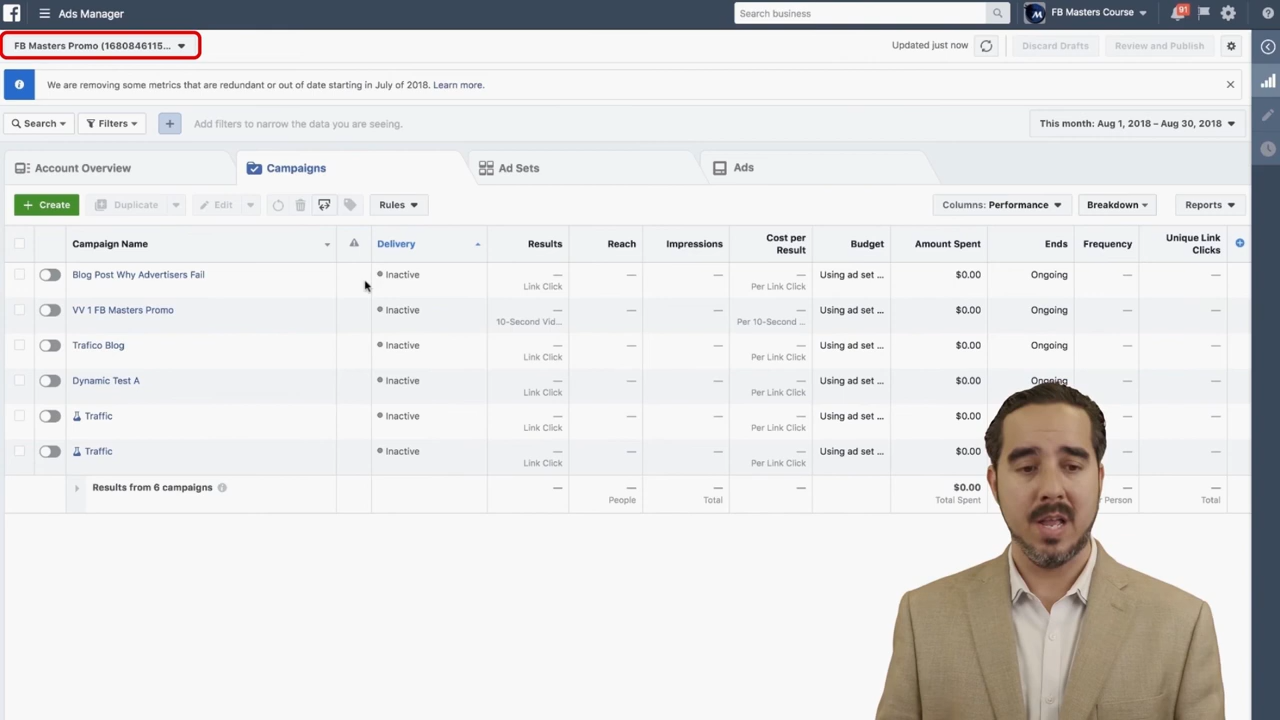 f Ads Manager
Search business
FB Masters Course
91
FB Masters Promo (1680846115...
Updated just now
Discard Drafts
Review and Publish
We are removing some metrics that are redundant or out of date starting in July of 2018. Learn more.
Search
Filters
Add filters to narrow the data you are seeing.
This month: Aug 1, 2018 – Aug 30, 2018
Account Overview
Campaigns
Ad Sets
Ads
+ Create
Duplicate
Edit
Rules
Columns: Performance
Breakdown
Reports
Campaign Name
Delivery
Results
Reach
Impressions
Cost per
Result
Budget
Amount Spent
Ends
Frequency
Unique Link
Clicks
Blog Post Why Advertisers Fail Inactive — — — — Using ad set ... $0.00 Ongoing — —
Link Click Per Link Click
VV 1 FB Masters Promo Inactive — — — — Using ad set ... $0.00 Ongoing — —
10-Second Vid... Per 10-Second ...
Trafico Blog Inactive — — — — Using ad set ... $0.00 Ongoing — —
Link Click Per Link Click
Dynamic Test A Inactive — — — — Using ad set ... $0.00 Ongoing — —
Link Click Per Link Click
Traffic Inactive — — — — Using ad set ... $0.00 — —
Link Click Per Link Click
Traffic Inactive — — — — Using ad set ... $0.00 — —
Link Click Per Link Click
Results from 6 campaigns — — — — $0.00 — —
People Total Total Spent Person Total